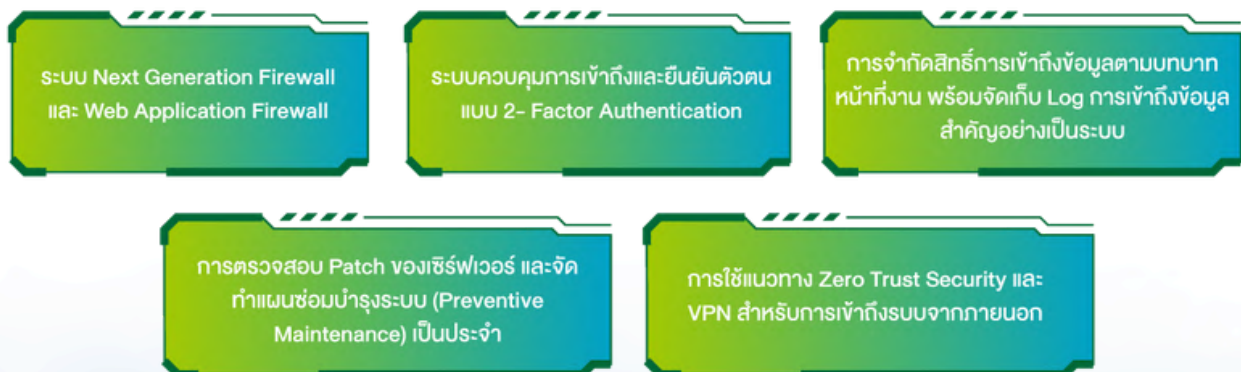 ระบบ Next Generation Firewall
และ Web Application Firewall
ระบบควบคุมการเข้าถึงและยืนยันตัวตน
แบบ 2- Factor Authentication
การจำกัดสิทธิ์การเข้าถึงข้อมูลตามบทบาท
หน้าที่งาน พร้อมจัดเก็บ Log การเข้าถึงข้อมูล
สำคัญอย่างเป็นระบบ
การตรวจสอบ Patch ของเซิร์ฟเวอร์ และจัด
ทำแผนซ่อมบำรุงระบบ (Preventive
Maintenance) เป็นประจำ
การใช้แนวทาง Zero Trust Security และ
VPN สำหรับการเข้าถึงระบบจากภายนอก